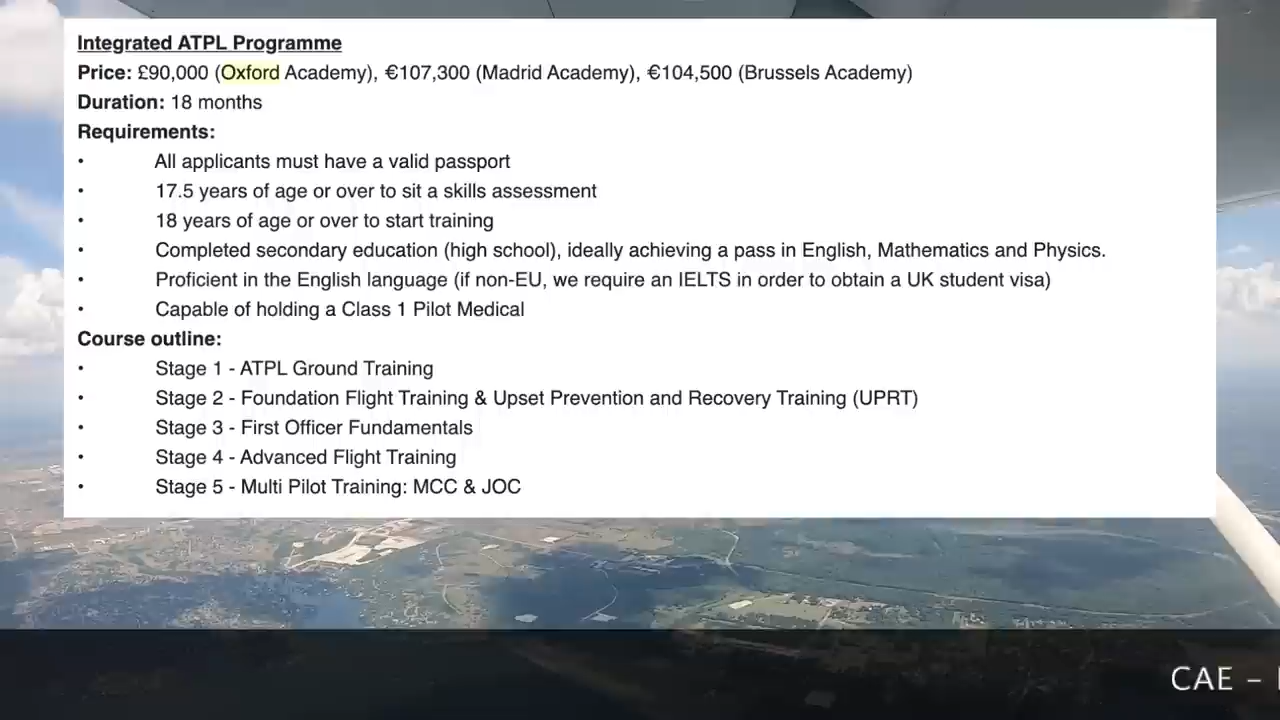 Integrated ATPL Programme
Price: £90,000 (Oxford Academy), €107,300 (Madrid Academy), €104,500 (Brussels Academy)
Duration: 18 months
Requirements:
• All applicants must have a valid passport
• 17.5 years of age or over to sit a skills assessment
• 18 years of age or over to start training
• Completed secondary education (high school), ideally achieving a pass in English, Mathematics and Physics.
• Proficient in the English language (if non-EU, we require an IELTS in order to obtain a UK student visa)
• Capable of holding a Class 1 Pilot Medical
Course outline:
• Stage 1 - ATPL Ground Training
• Stage 2 - Foundation Flight Training & Upset Prevention and Recovery Training (UPRT)
• Stage 3 - First Officer Fundamentals
• Stage 4 - Advanced Flight Training
• Stage 5 - Multi Pilot Training: MCC & JOC
CAE –